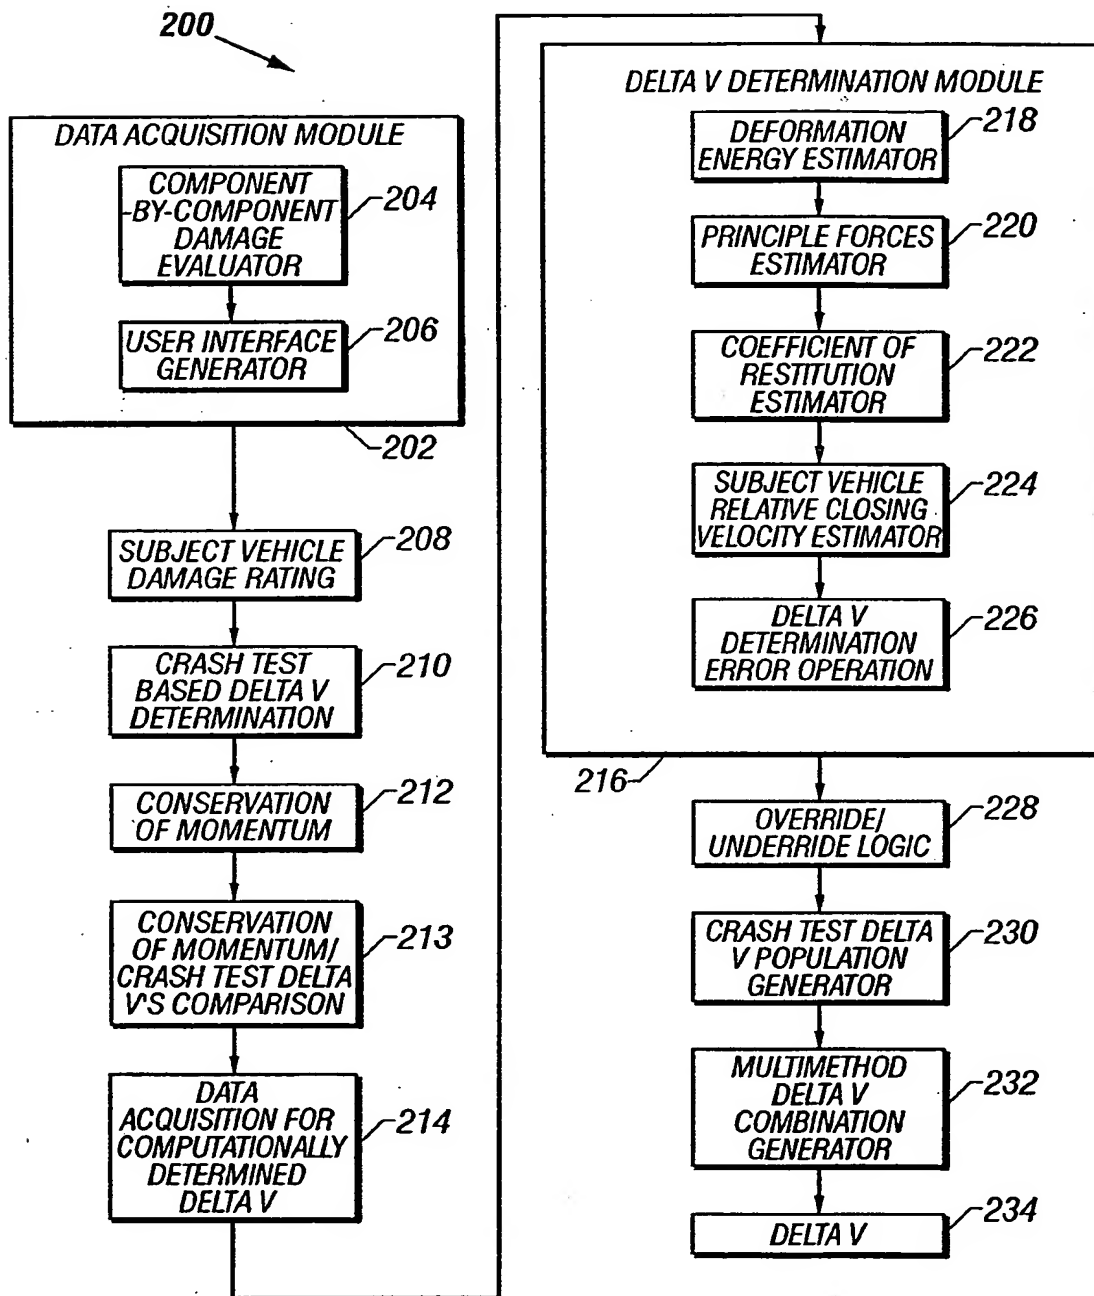 200
DATA ACQUISITION MODULE
COMPONENT
-BY-COMPONENT
DAMAGE
EVALUATOR
204
USER INTERFACE
GENERATOR
206
202
SUBJECT VEHICLE
DAMAGE RATING
208
CRASH TEST
BASED DELTA V
DETERMINATION
210
CONSERVATION
OF MOMENTUM
212
CONSERVATION
OF MOMENTUM/
CRASH TEST DELTA
V'S COMPARISON
213
DATA
ACQUISITION FOR
COMPUTATIONALLY
DETERMINED
DELTA V
214
DELTA V DETERMINATION MODULE
DEFORMATION
ENERGY ESTIMATOR
218
PRINCIPLE FORCES
ESTIMATOR
220
COEFFICIENT OF
RESTITUTION
ESTIMATOR
222
SUBJECT VEHICLE
RELATIVE CLOSING
VELOCITY ESTIMATOR
224
DELTA V
DETERMINATION
ERROR OPERATION
226
216
OVERRIDE/
UNDERRIDE LOGIC
228
CRASH TEST DELTA
V POPULATION
GENERATOR
230
MULTIMETHOD
DELTA V
COMBINATION
GENERATOR
232
DELTA V
234